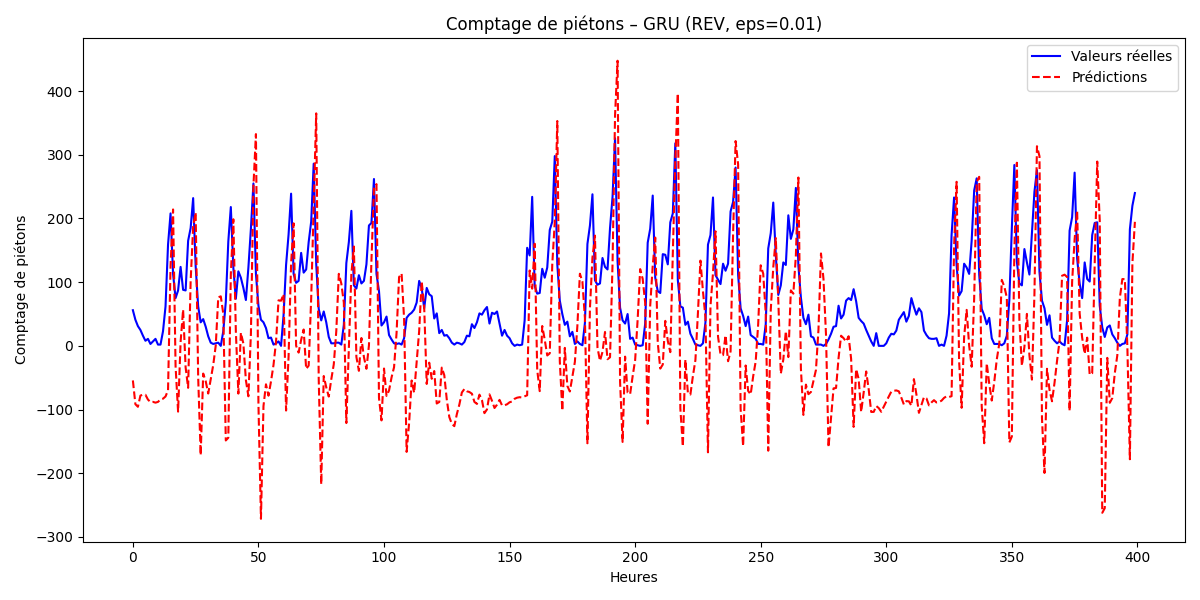 Comptage de piétons – GRU (REV, eps=0.01)
Valeurs réelles
Prédictions
Comptage de piétons
400
300
200
100
0
−100
−200
−300
0 50 100 150 200 250 300 350 400
Heures